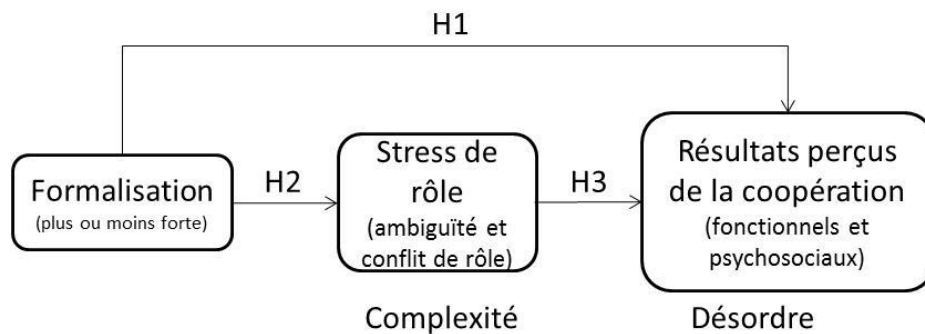 H1
Formalisation
(plus ou moins forte)
H2
Stress de
rôle
(ambiguïté et
conflit de rôle)
H3
Résultats perçus
de la coopération
(fonctionnels et
psychosociaux)
Complexité
Désordre